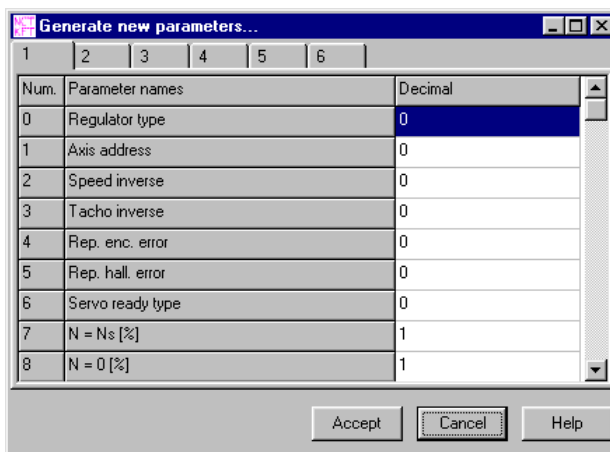 NCT
KPT
Generate new parameters...
1 2 3 4 5 6
Num. Parameter names Decimal
0 Regulator type 0
1 Axis address 0
2 Speed inverse 0
3 Tacho inverse 0
4 Rep. enc. error 0
5 Rep. hall. error 0
6 Servo ready type 0
7 N = Ns [%] 1
8 N = 0 [%] 1
Accept Cancel Help